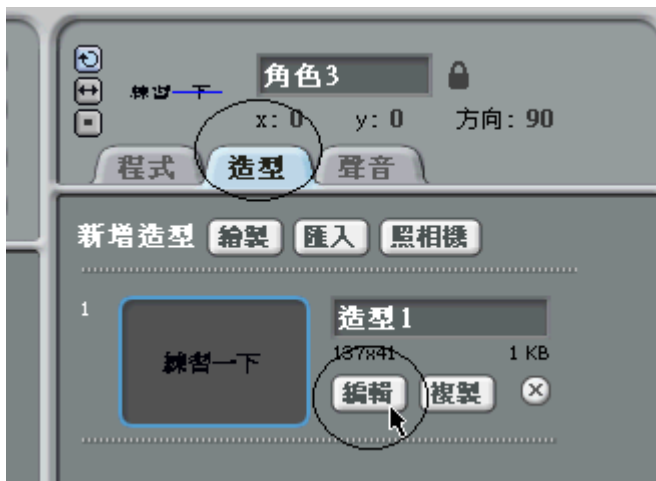 角色3
練習一下
x: 0 y: 0 方向: 90
程式 造型 聲音
新增造型 繪製 匯入 照相機
1
造型1
練習一下
137x41 1 KB
編輯 複製